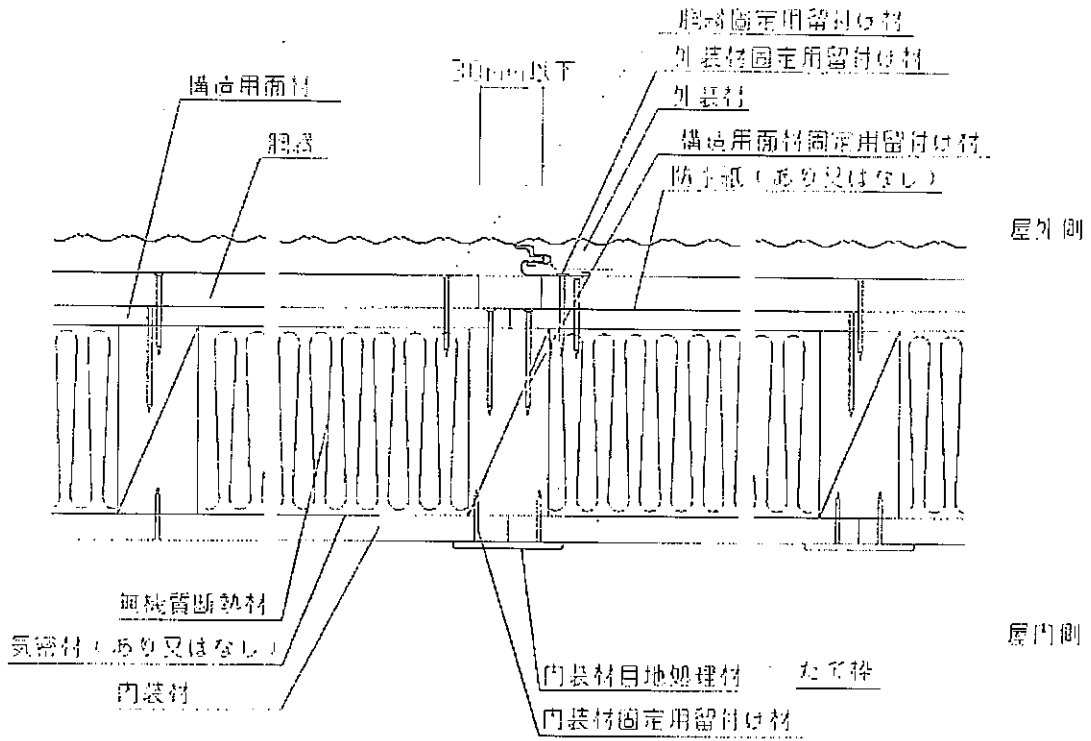 胴縁固定用留付け材
外装材固定用留付け材
30mm以下
構造用面材
外装材
胴縁
構造用面材固定用留付け材
防水紙（あり又はなし）
屋外側
無機質断熱材
気密材（あり又はなし）
屋内側
内装材目地処理材
たて枠
内装材
内装材固定用留付け材